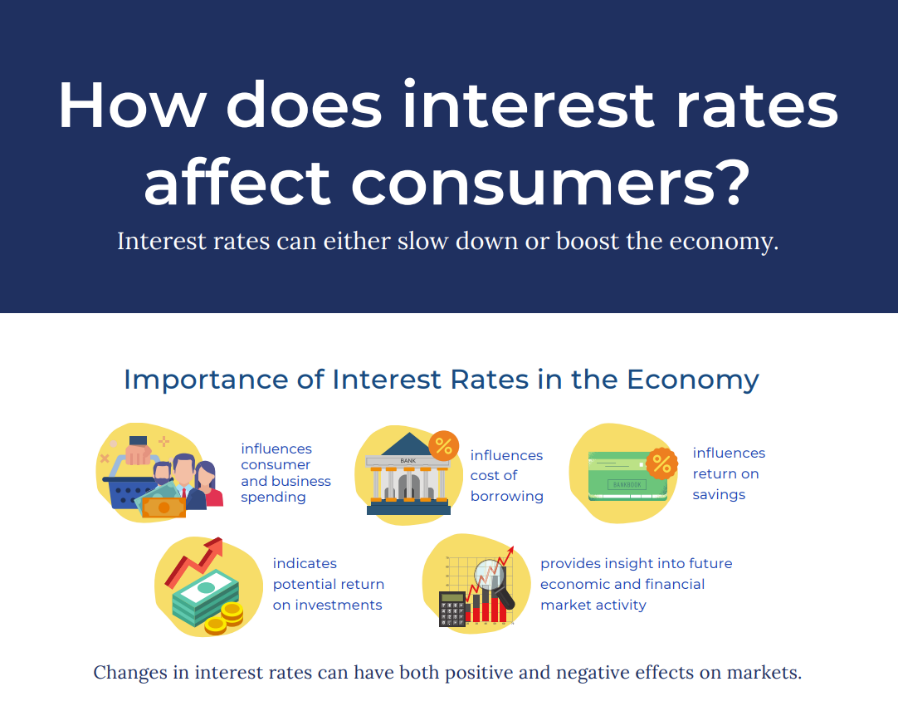 How does interest rates
affect consumers?
Interest rates can either slow down or boost the economy.
Importance of Interest Rates in the Economy
influences
consumer
and business
spending
BANK
%
influences
cost of
borrowing
%
BANKBOOK
influences
return on
savings
indicates
potential return
on investments
provides insight into future
economic and financial
market activity
Changes in interest rates can have both positive and negative effects on markets.